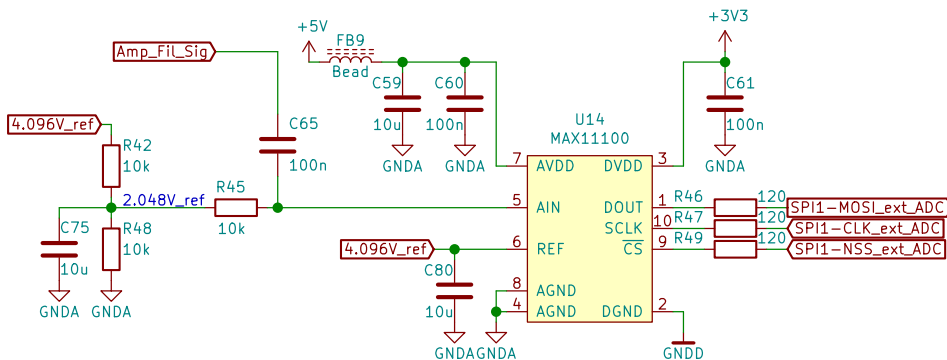 +5V
+3V3
FB9
Amp_Fil_Sig
Bead
C59
C60
C61
10u
100n
100n
4.096V_ref
C65
U14
MAX11100
GNDA
GNDA
GNDA
R42
10k
100n
7
AVDD
DVDD
3
R45
2.048V_ref
5
AIN
DOUT
1
R46
120
SPI1-MOSI_ext_ADC
10k
C75
R48
10k
SCLK
10
R47
120
SPI1-CLK_ext_ADC
4.096V_ref
6
REF
CS
9
R49
120
SPI1-NSS_ext_ADC
10u
C80
10u
8
AGND
4
AGND
DGND
2
GNDA
GNDA
GNDA
GNDA
GNDD